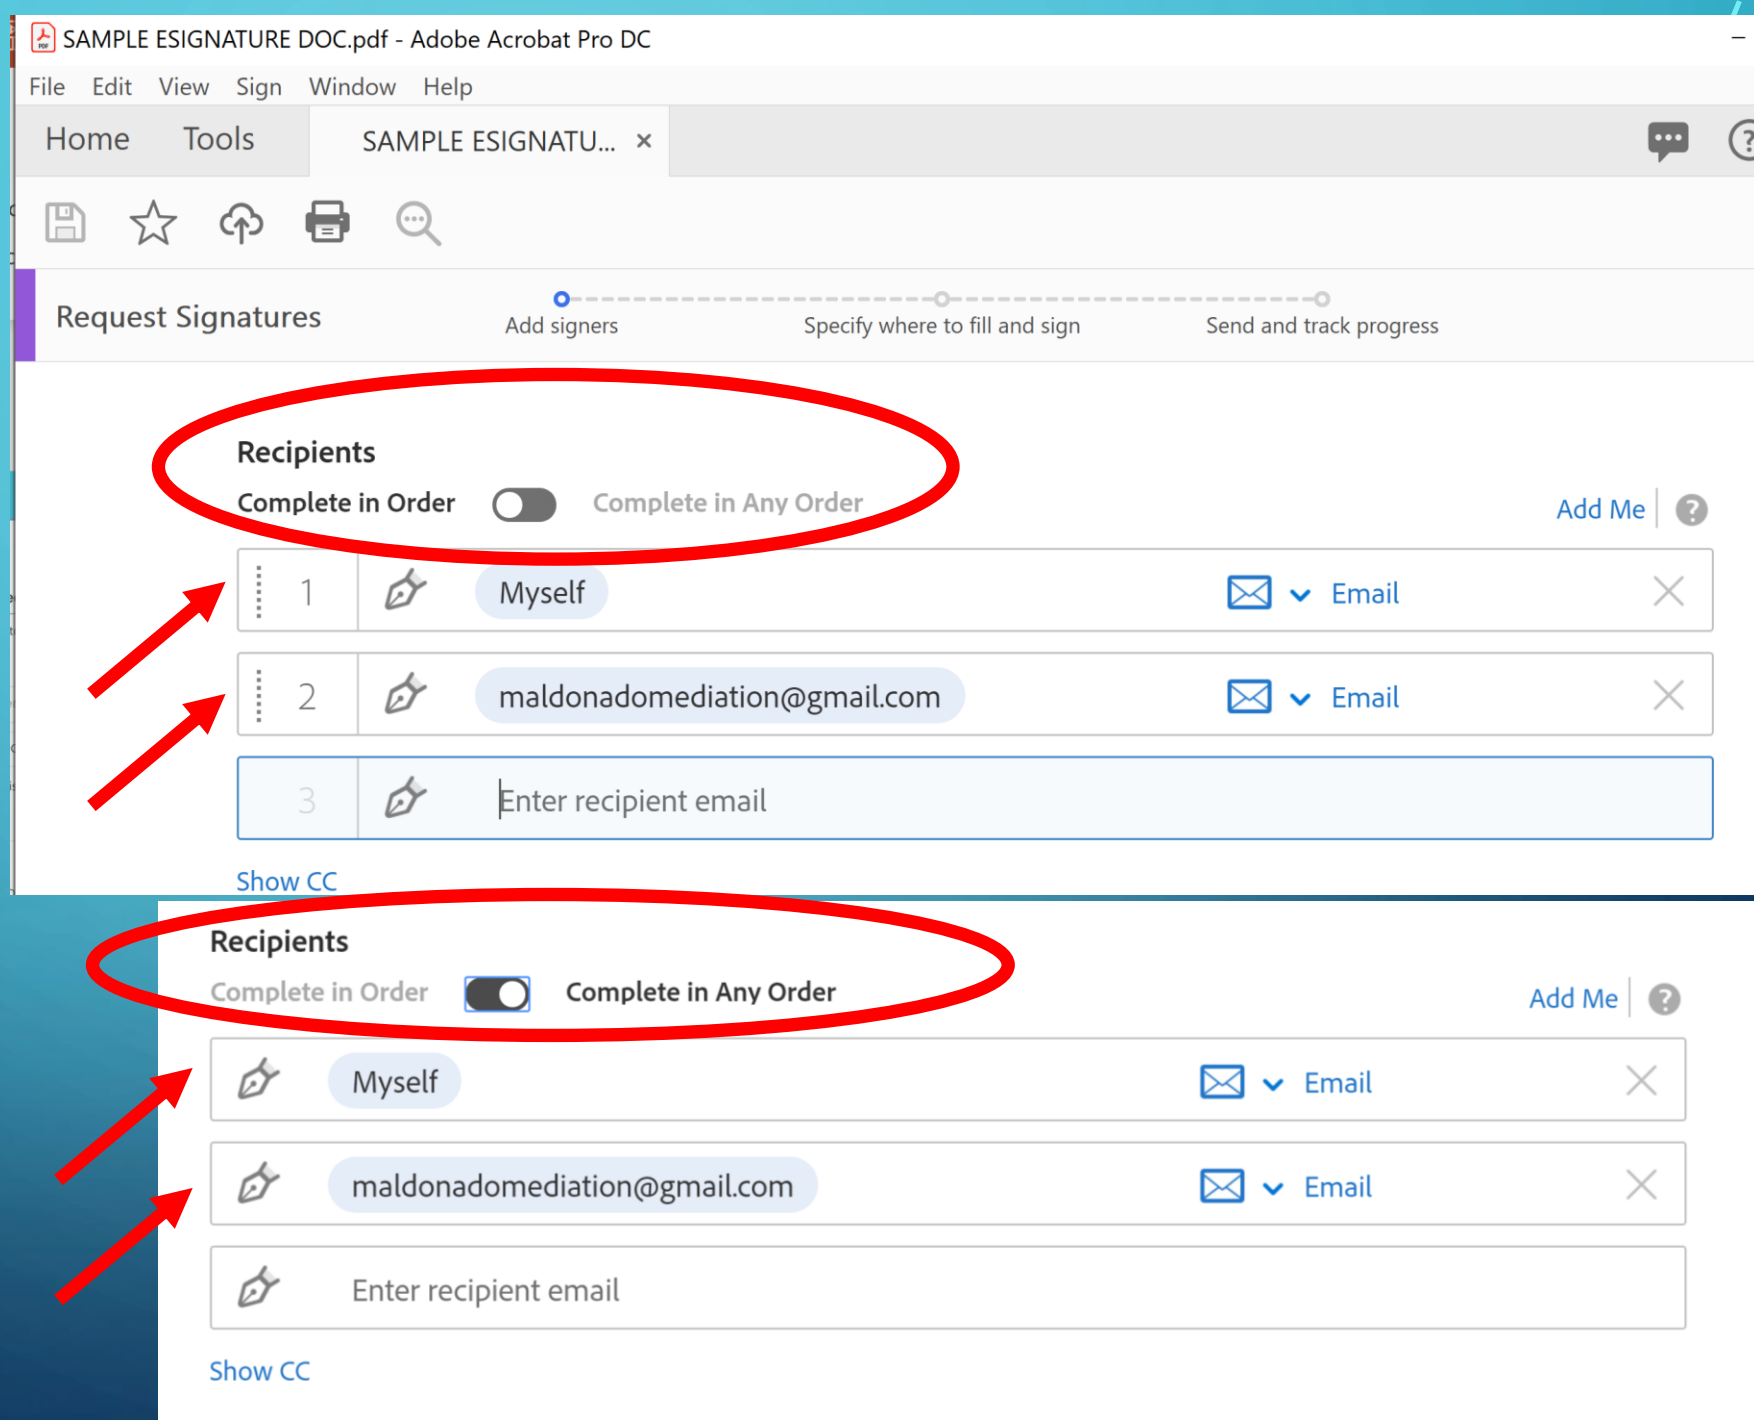 SAMPLE ESIGNATURE DOC.pdf - Adobe Acrobat Pro DC
File Edit View Sign Window Help
Home Tools SAMPLE ESIGNATU... ×
Request Signatures
Add signers Specify where to fill and sign Send and track progress
Recipients
Complete in Order Complete in Any Order
Add Me ?
1 Myself Email
2 maldonadomediation@gmail.com Email
3 Enter recipient email
Show CC
Recipients
Complete in Order Complete in Any Order
Add Me ?
Myself Email
maldonadomediation@gmail.com Email
Enter recipient email
Show CC